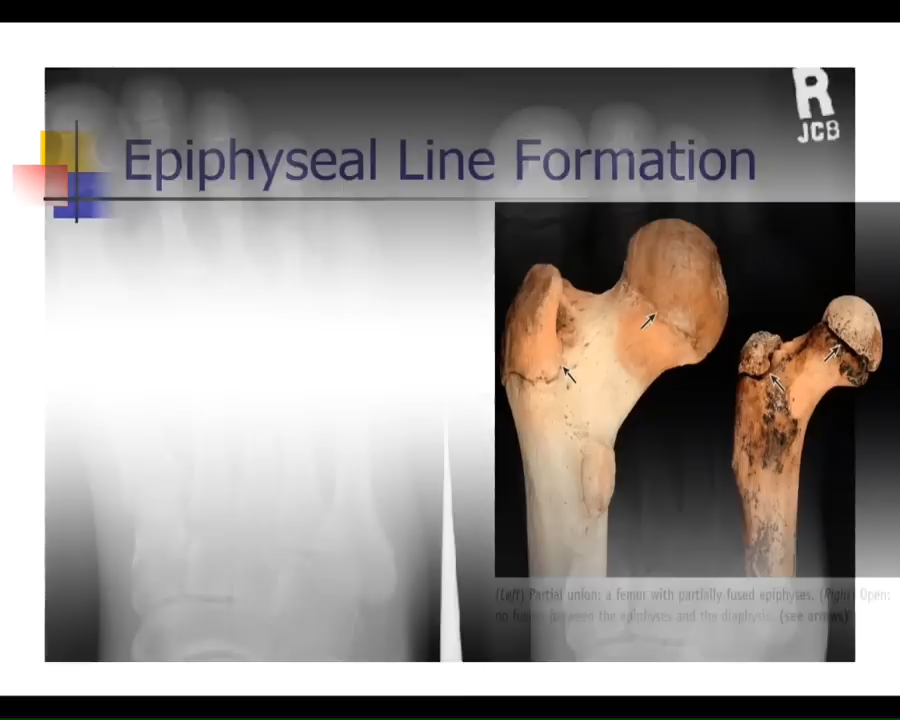 R
JCB
Epiphyseal Line Formation
(Left) Partial union: a femur with partially fused epiphyses. (Right) Open:
no fusion between the epiphyses and the diaphysis. (see arrows)